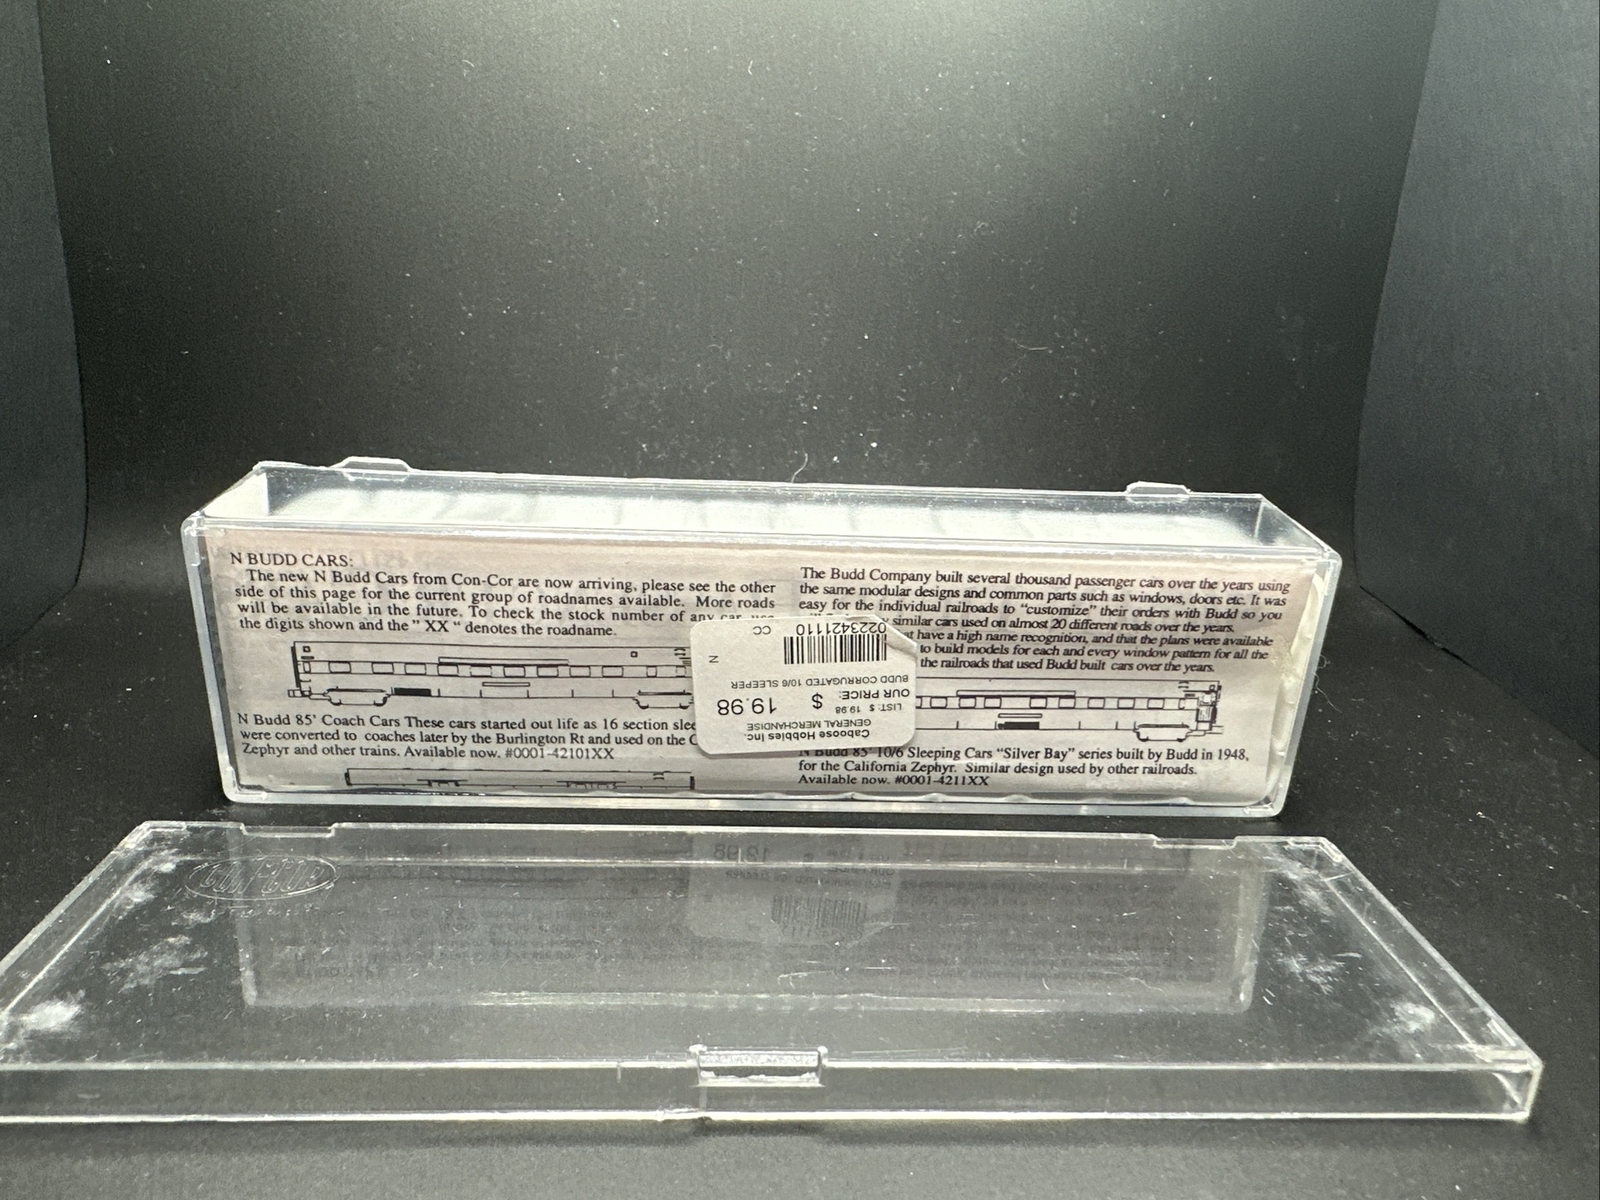 N BUDD CARS:
The new N Budd Cars from Con-Cor are now arriving, please see the other
side of this page for the current group of roadnames available. More roads
will be available in the future. To check the stock number of any car use
the digits shown and the " XX " denotes the roadname.
N Budd 85' Coach Cars These cars started out life as 16 section slee
were converted to coaches later by the Burlington Rt and used on the C
Zephyr and other trains. Available now. #0001-42101XX
The Budd Company built several thousand passenger cars over the years using
the same modular designs and common parts such as windows, doors etc. It was
easy for the individual railroads to "customize" their orders with Budd so you
similar cars used on almost 20 different roads over the years.
have a high name recognition, and that the plans were available
to build models for each and every window pattern for all the
the railroads that used Budd built cars over the years.
N Budd 85' 10/6 Sleeping Cars "Silver Bay" series built by Budd in 1948,
for the California Zephyr. Similar design used by other railroads.
Available now. #0001-4211XX
Caboose Hobbies Inc.
GENERAL MERCHANDISE
LIST: $ 19.98
OUR PRICE: $ 19.98
BUDD CORRUGATED 10/6 SLEEPER
N
0223421110
CC
CON-COR